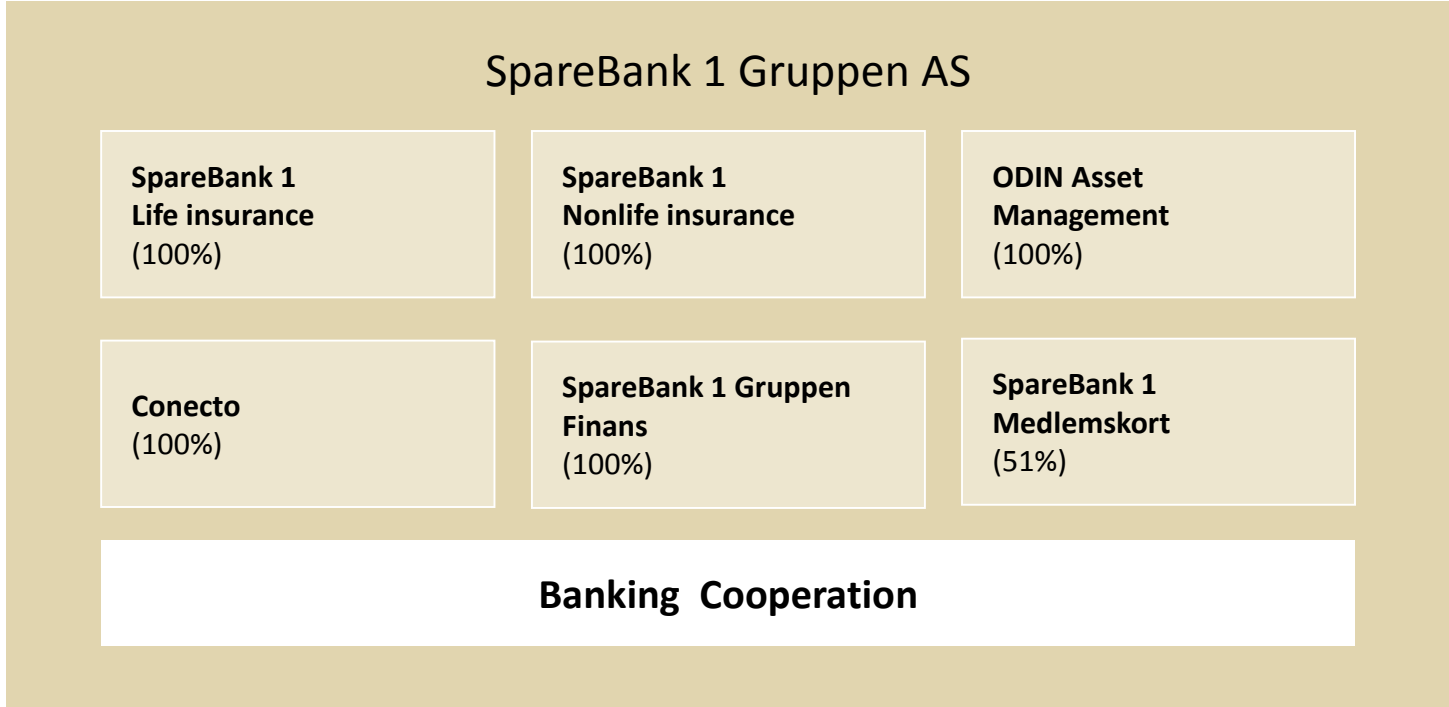 SpareBank 1 Gruppen AS
SpareBank 1
Life insurance
(100%)
SpareBank 1
Nonlife insurance
(100%)
ODIN Asset
Management
(100%)
Conecto
(100%)
SpareBank 1 Gruppen
Finans
(100%)
SpareBank 1
Medlemskort
(51%)
Banking  Cooperation